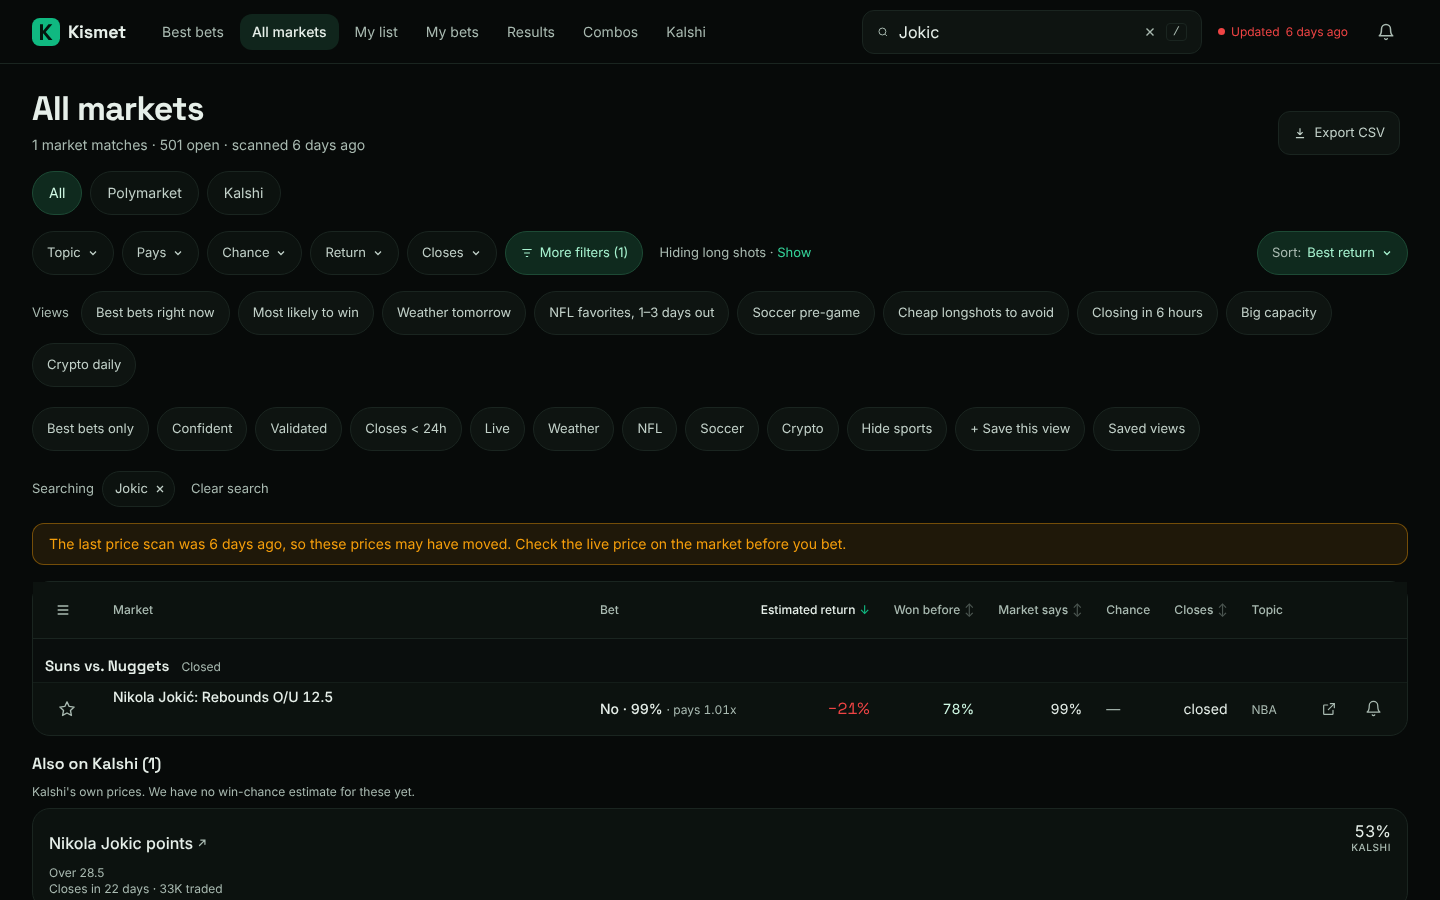 K Kismet Best bets All markets My list My bets Results Combos Kalshi Jokic × / Updated 6 days ago
All markets
1 market matches · 501 open · scanned 6 days ago
Export CSV
All Polymarket Kalshi
Topic Pays Chance Return Closes More filters (1) Hiding long shots · Show Sort: Best return
Views Best bets right now Most likely to win Weather tomorrow NFL favorites, 1–3 days out Soccer pre-game Cheap longshots to avoid Closing in 6 hours Big capacity
Crypto daily
Best bets only Confident Validated Closes < 24h Live Weather NFL Soccer Crypto Hide sports + Save this view Saved views
Searching Jokic × Clear search
The last price scan was 6 days ago, so these prices may have moved. Check the live price on the market before you bet.
Market Bet Estimated return ↓ Won before ↕ Market says ↕ Chance Closes ↕ Topic
Suns vs. Nuggets Closed
Nikola Jokić: Rebounds O/U 12.5
No · 99% · pays 1.01x −21% 78% 99% — closed NBA
Also on Kalshi (1)
Kalshi's own prices. We have no win-chance estimate for these yet.
Nikola Jokic points ↗ 53%
KALSHI
Over 28.5
Closes in 22 days · 33K traded